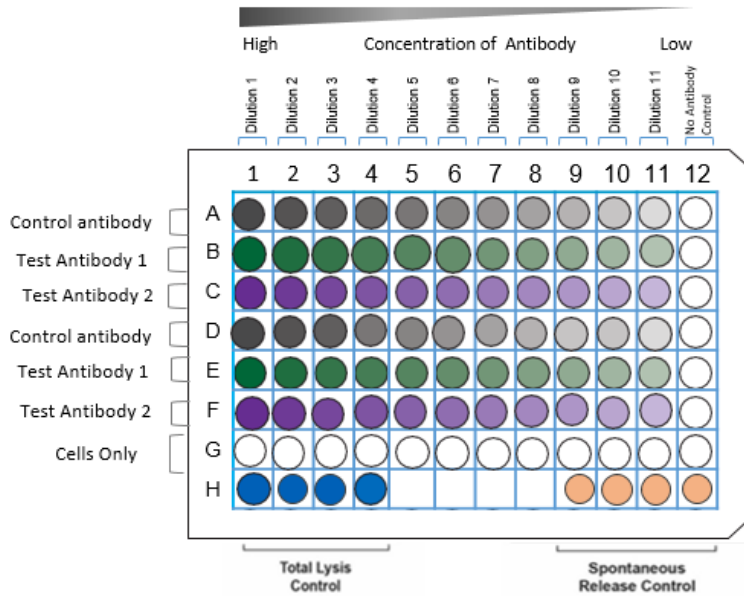 High Concentration of Antibody Low
Dilution 1 Dilution 2 Dilution 3 Dilution 4 Dilution 5 Dilution 6 Dilution 7 Dilution 8 Dilution 9 Dilution 10 Dilution 11 No Antibody
Control
1 2 3 4 5 6 7 8 9 10 11 12
Control antibody A
Test Antibody 1 B
Test Antibody 2 C
Control antibody D
Test Antibody 1 E
Test Antibody 2 F
Cells Only G
H
Total Lysis
Control
Spontaneous
Release Control